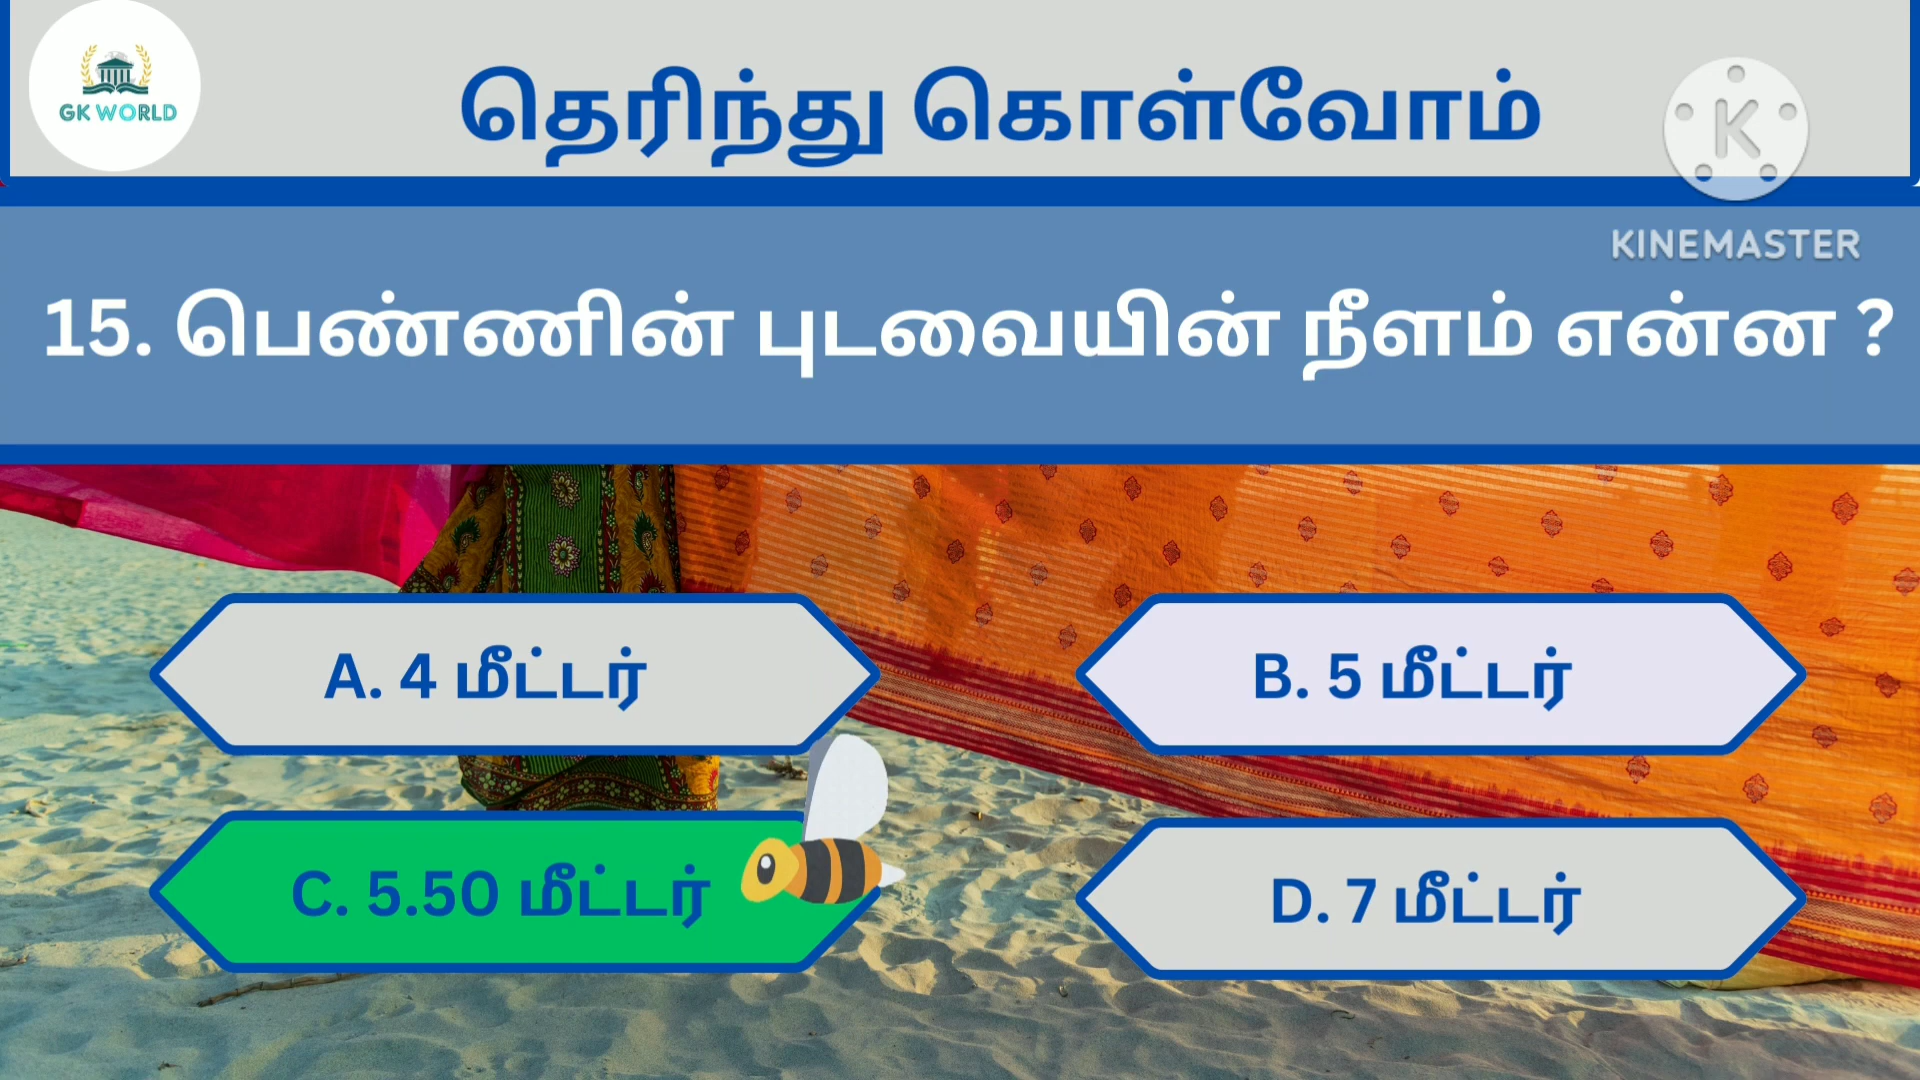 GK WORLD
தெரிந்து கொள்வோம்
K
KINEMASTER
15. பெண்ணின் புடவையின் நீளம் என்ன ?
A. 4 மீட்டர்
B. 5 மீட்டர்
C. 5.50 மீட்டர்
D. 7 மீட்டர்